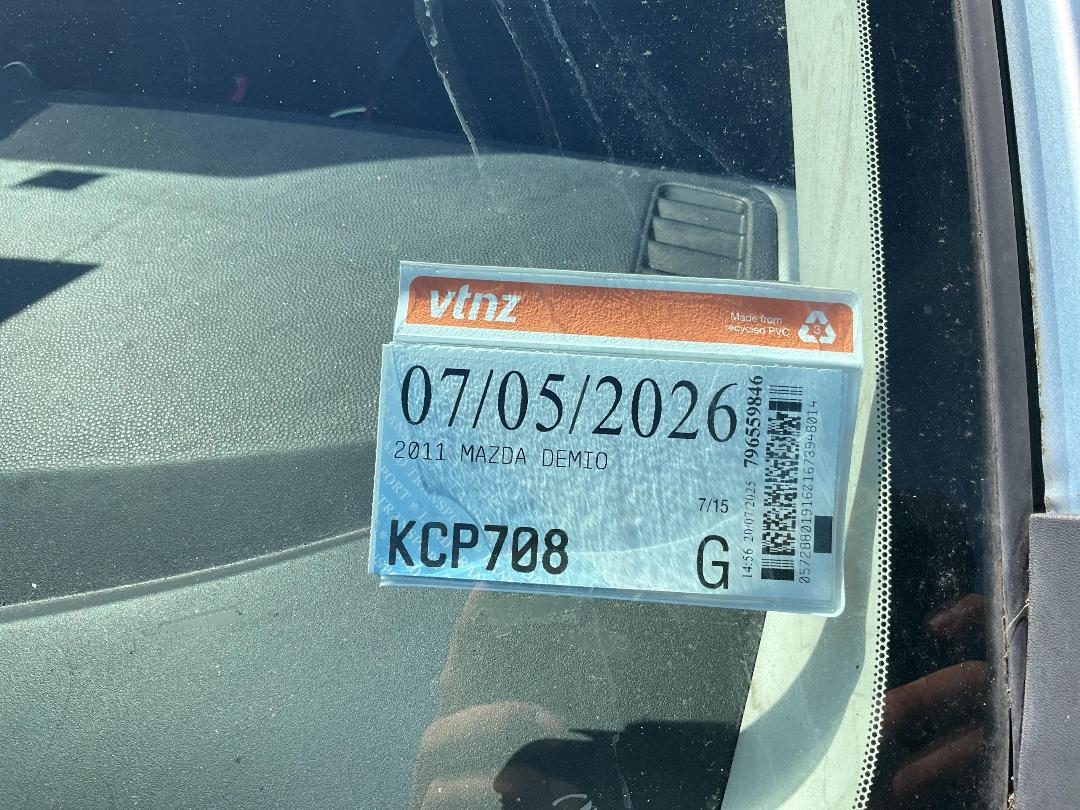 vtnz
Made from
recycled PVC
3
07/05/2026
2011 MAZDA DEMIO
7/15
KCP708
G
14:56 20/07/2025 796559846